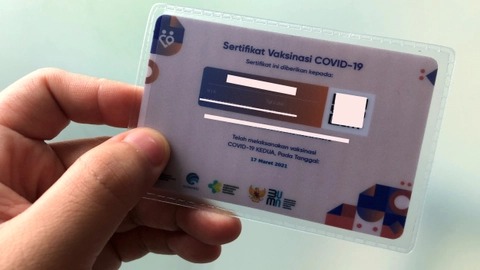 Sertifikat Vaksinasi COVID-19
Sertifikat ini diberikan kepada:
Telah melaksanakan vaksinasi
COVID-19 KEDUA, Pada Tanggal:
17 Maret 2021
BUMN